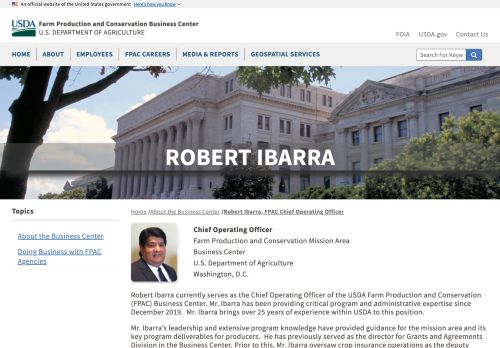 An official website of the United States government Here's how you know
USDA Farm Production and Conservation Business Center
U.S. DEPARTMENT OF AGRICULTURE
FOIA USDA.gov Contact Us
HOME ABOUT EMPLOYEES FPAC CAREERS MEDIA & REPORTS GEOSPATIAL SERVICES
Search For Keyw
ROBERT IBARRA
Topics
About the Business Center
Doing Business with FPAC
Agencies
Home /About the Business Center /Robert Ibarra, FPAC Chief Operating Officer
Chief Operating Officer
Farm Production and Conservation Mission Area
Business Center
U.S. Department of Agriculture
Washington, D.C.
Robert Ibarra currently serves as the Chief Operating Officer of the USDA Farm Production and Conservation
(FPAC) Business Center. Mr. Ibarra has been providing critical program and administrative expertise since
December 2019. Mr. Ibarra brings over 25 years of experience within USDA to this position.
Mr. Ibarra's leadership and extensive program knowledge have provided guidance for the mission area and its
key program deliverables for producers. He has previously served as the director for Grants and Agreements
Division in the Business Center. Prior to this, Mr. Ibarra oversaw crop insurance operations as the deputy